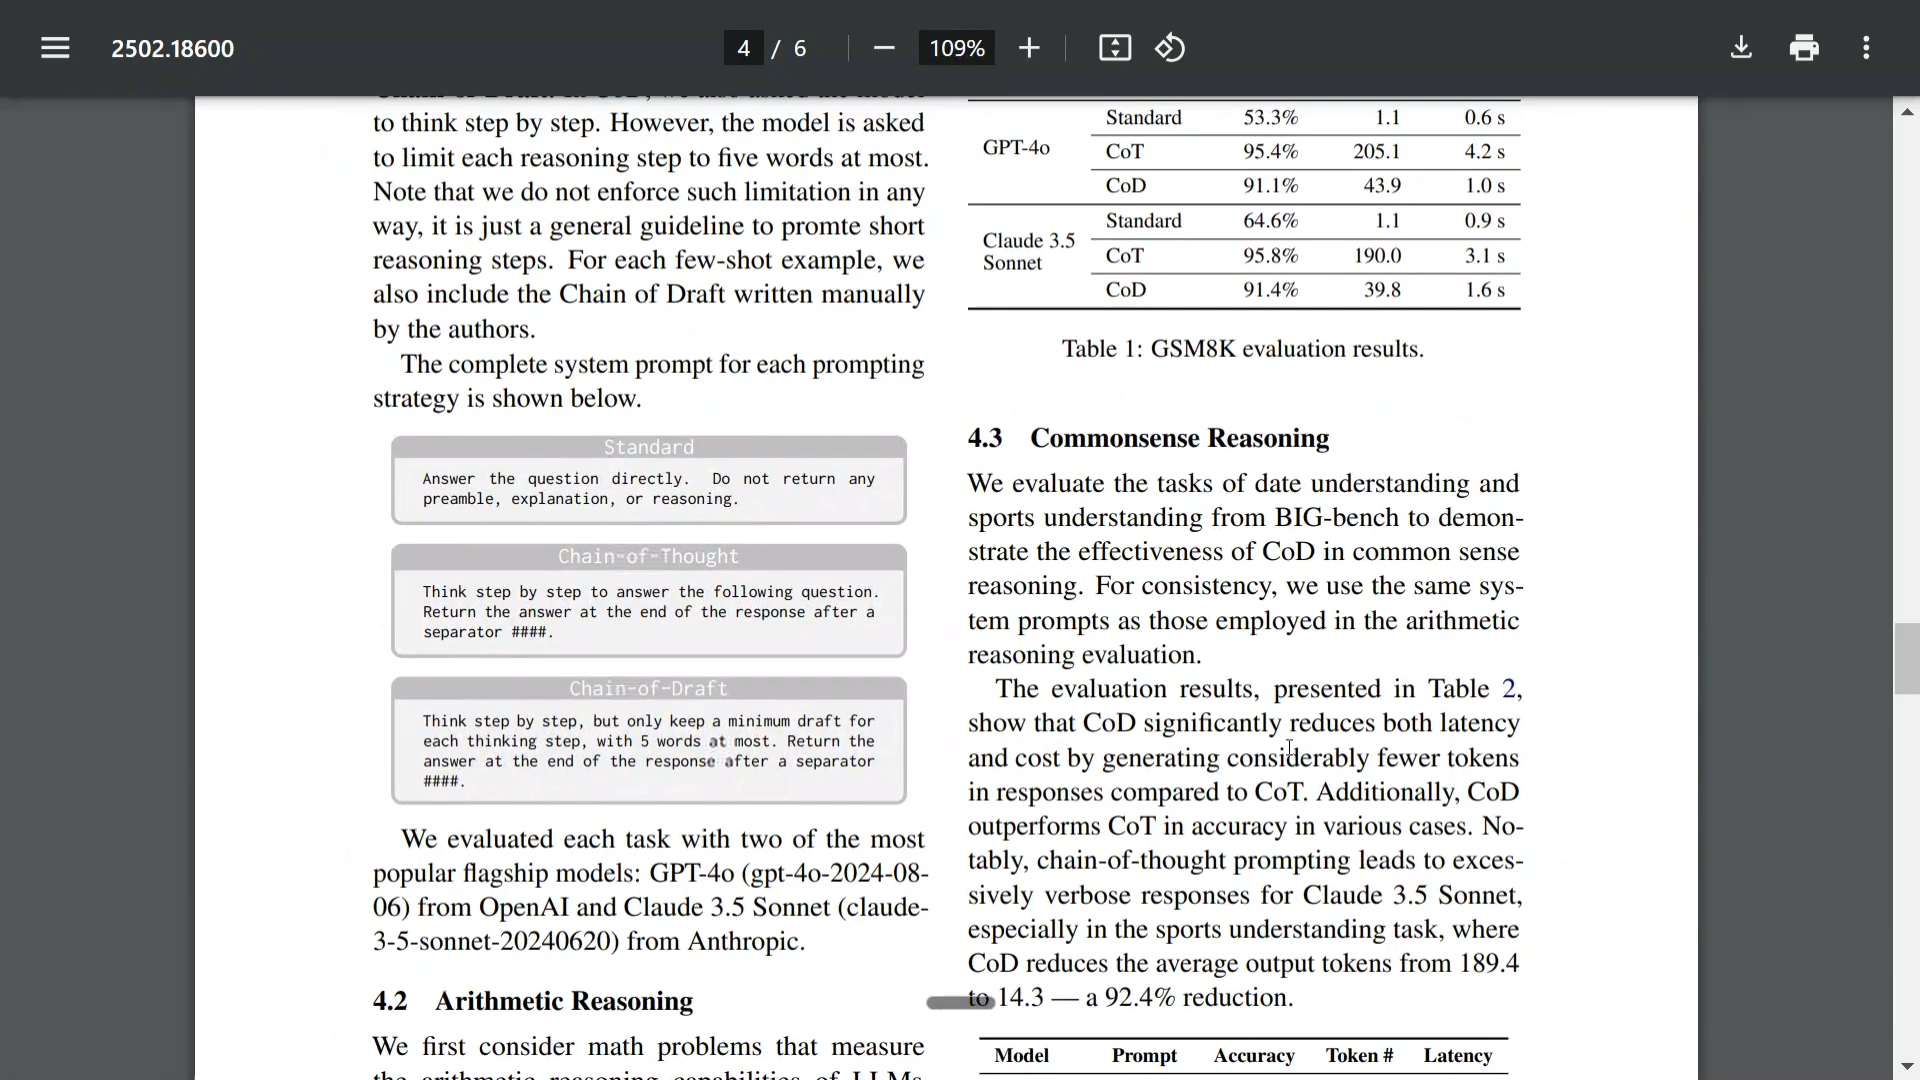 2502.18600
4 / 6
109%
Chain-of-Draft. In CoD, we also asked the model
to think step by step. However, the model is asked
to limit each reasoning step to five words at most.
Note that we do not enforce such limitation in any
way, it is just a general guideline to promte short
reasoning steps. For each few-shot example, we
also include the Chain of Draft written manually
by the authors.
The complete system prompt for each prompting
strategy is shown below.
Standard
Answer the question directly. Do not return any
preamble, explanation, or reasoning.
Chain-of-Thought
Think step by step to answer the following question.
Return the answer at the end of the response after a
separator ####.
Chain-of-Draft
Think step by step, but only keep a minimum draft for
each thinking step, with 5 words at most. Return the
answer at the end of the response after a separator
####.
We evaluated each task with two of the most
popular flagship models: GPT-4o (gpt-4o-2024-08-
06) from OpenAI and Claude 3.5 Sonnet (claude-
3-5-sonnet-20240620) from Anthropic.
4.2 Arithmetic Reasoning
We first consider math problems that measure
the arithmetic reasoning capabilities of LLMs.
GPT-4o
Standard 53.3% 1.1 0.6 s
CoT 95.4% 205.1 4.2 s
CoD 91.1% 43.9 1.0 s
Claude 3.5
Sonnet
Standard 64.6% 1.1 0.9 s
CoT 95.8% 190.0 3.1 s
CoD 91.4% 39.8 1.6 s
Table 1: GSM8K evaluation results.
4.3 Commonsense Reasoning
We evaluate the tasks of date understanding and
sports understanding from BIG-bench to demon-
strate the effectiveness of CoD in common sense
reasoning. For consistency, we use the same sys-
tem prompts as those employed in the arithmetic
reasoning evaluation.
The evaluation results, presented in Table 2,
show that CoD significantly reduces both latency
and cost by generating considerably fewer tokens
in responses compared to CoT. Additionally, CoD
outperforms CoT in accuracy in various cases. No-
tably, chain-of-thought prompting leads to exces-
sively verbose responses for Claude 3.5 Sonnet,
especially in the sports understanding task, where
CoD reduces the average output tokens from 189.4
to 14.3 — a 92.4% reduction.
Model Prompt Accuracy Token # Latency